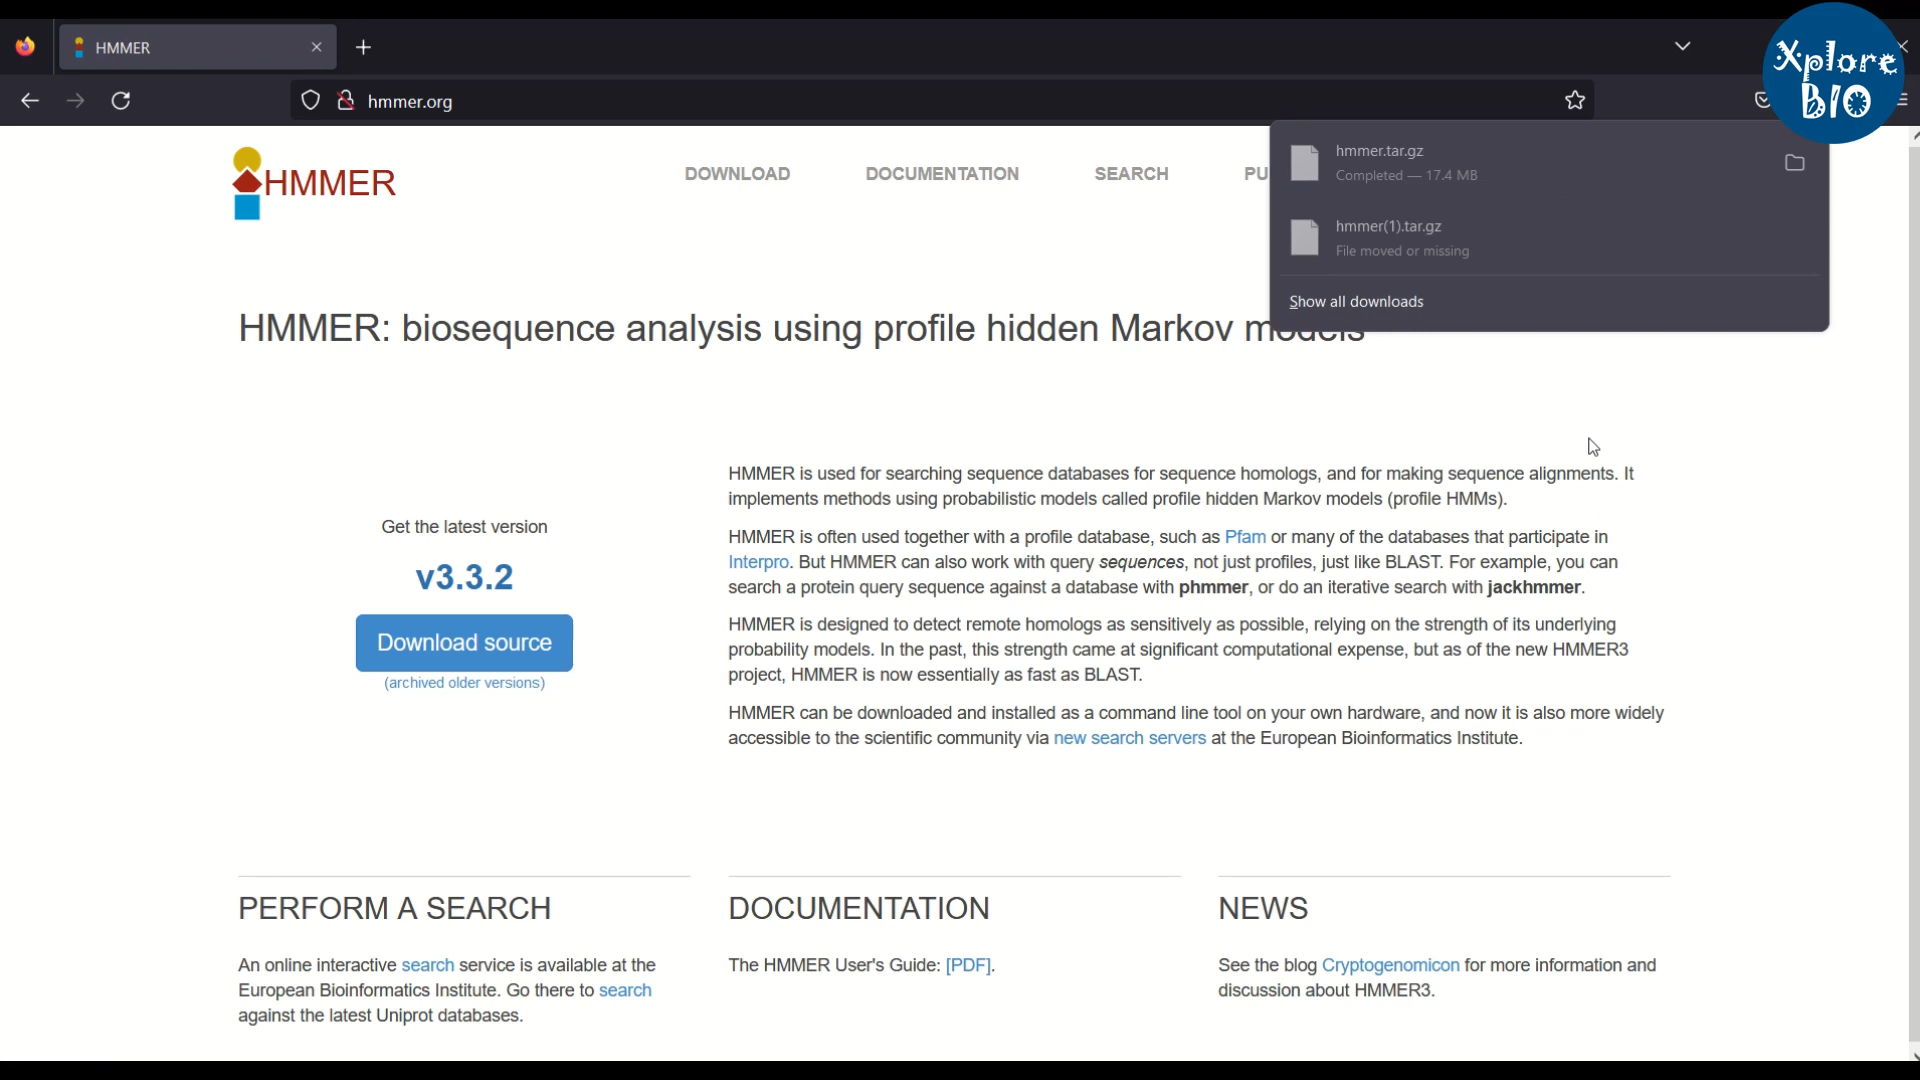 HMMER
Xplore
BIO
hmmer.org
HMMER
DOWNLOAD
DOCUMENTATION
SEARCH
PU
hmmer.tar.gz
Completed — 17.4 MB
hmmer(1).tar.gz
File moved or missing
Show all downloads
HMMER: biosequence analysis using profile hidden Markov models
Get the latest version
v3.3.2
Download source
(archived older versions)
HMMER is used for searching sequence databases for sequence homologs, and for making sequence alignments. It
implements methods using probabilistic models called profile hidden Markov models (profile HMMs).
HMMER is often used together with a profile database, such as Pfam or many of the databases that participate in
Interpro. But HMMER can also work with query sequences, not just profiles, just like BLAST. For example, you can
search a protein query sequence against a database with phmmer, or do an iterative search with jackhmmer.
HMMER is designed to detect remote homologs as sensitively as possible, relying on the strength of its underlying
probability models. In the past, this strength came at significant computational expense, but as of the new HMMER3
project, HMMER is now essentially as fast as BLAST.
HMMER can be downloaded and installed as a command line tool on your own hardware, and now it is also more widely
accessible to the scientific community via new search servers at the European Bioinformatics Institute.
PERFORM A SEARCH
An online interactive search service is available at the
European Bioinformatics Institute. Go there to search
against the latest Uniprot databases.
DOCUMENTATION
The HMMER User's Guide: [PDF].
NEWS
See the blog Cryptogenomicon for more information and
discussion about HMMER3.